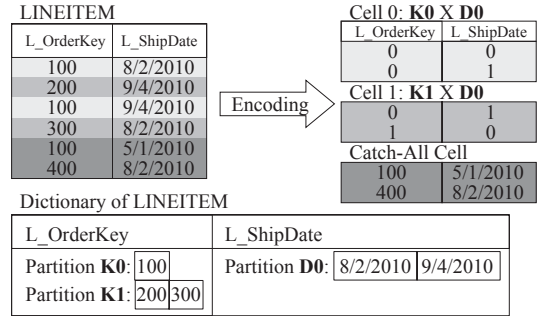 LINEITEM
L_OrderKey L_ShipDate
100 8/2/2010
200 9/4/2010
100 9/4/2010
300 8/2/2010
100 5/1/2010
400 8/2/2010
Encoding
Cell 0: K0 X D0
L_OrderKey L_ShipDate
0 0
0 1
Cell 1: K1 X D0
0 1
1 0
Catch-All Cell
100 5/1/2010
400 8/2/2010
Dictionary of LINEITEM
L_OrderKey L_ShipDate
Partition K0: 100 Partition D0: 8/2/2010 9/4/2010
Partition K1: 200 300